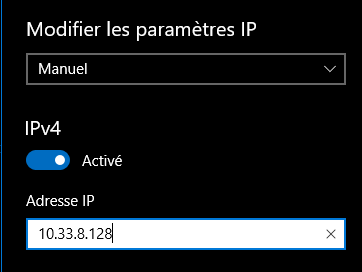 Modifier les paramètres IP
Manuel
IPv4
Activé
Adresse IP
10.33.8.128